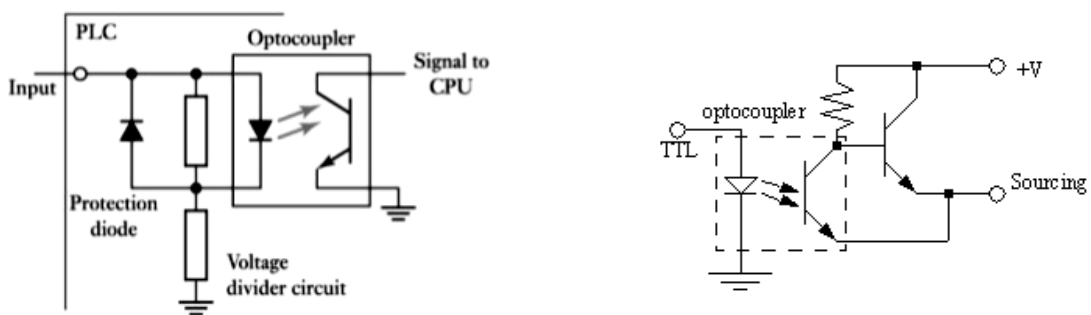 PLC
Optocoupler
Signal to
CPU
Input
Protection
diode
Voltage
divider circuit
+V
optocoupler
TTL
Sourcing